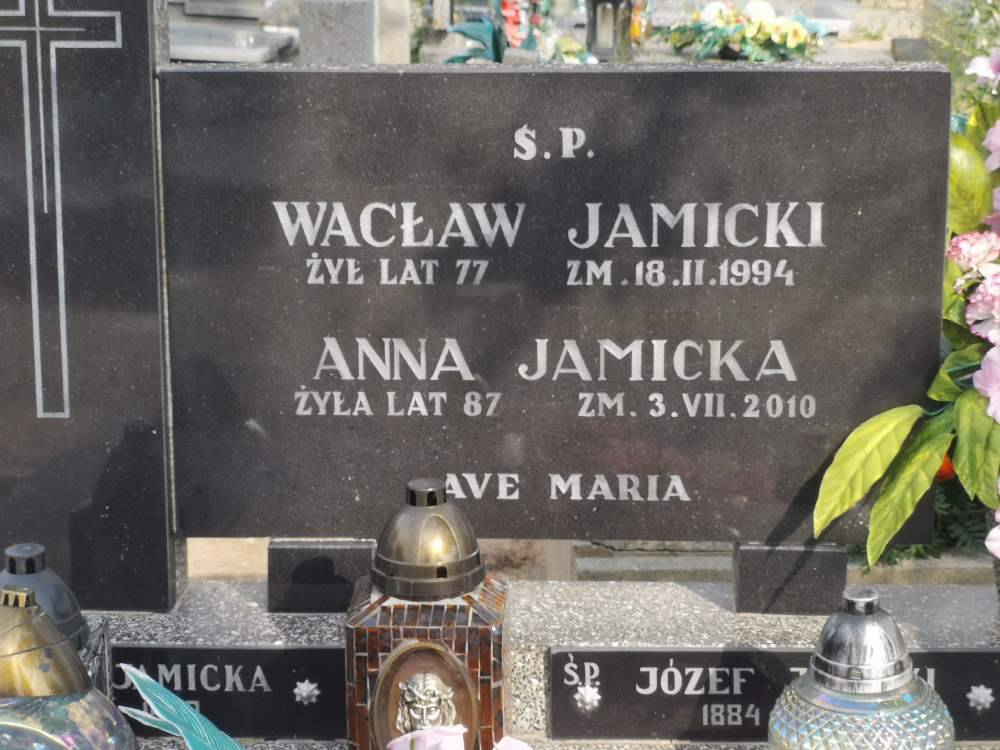 Ś.P.
WACŁAW JAMICKI
ŻYŁ LAT 77 ZM. 18.II.1994
ANNA JAMICKA
ŻYŁA LAT 87 ZM. 3.VII.2010
AVE MARIA
JAMICKA
Ś.P. JÓZEF
1884